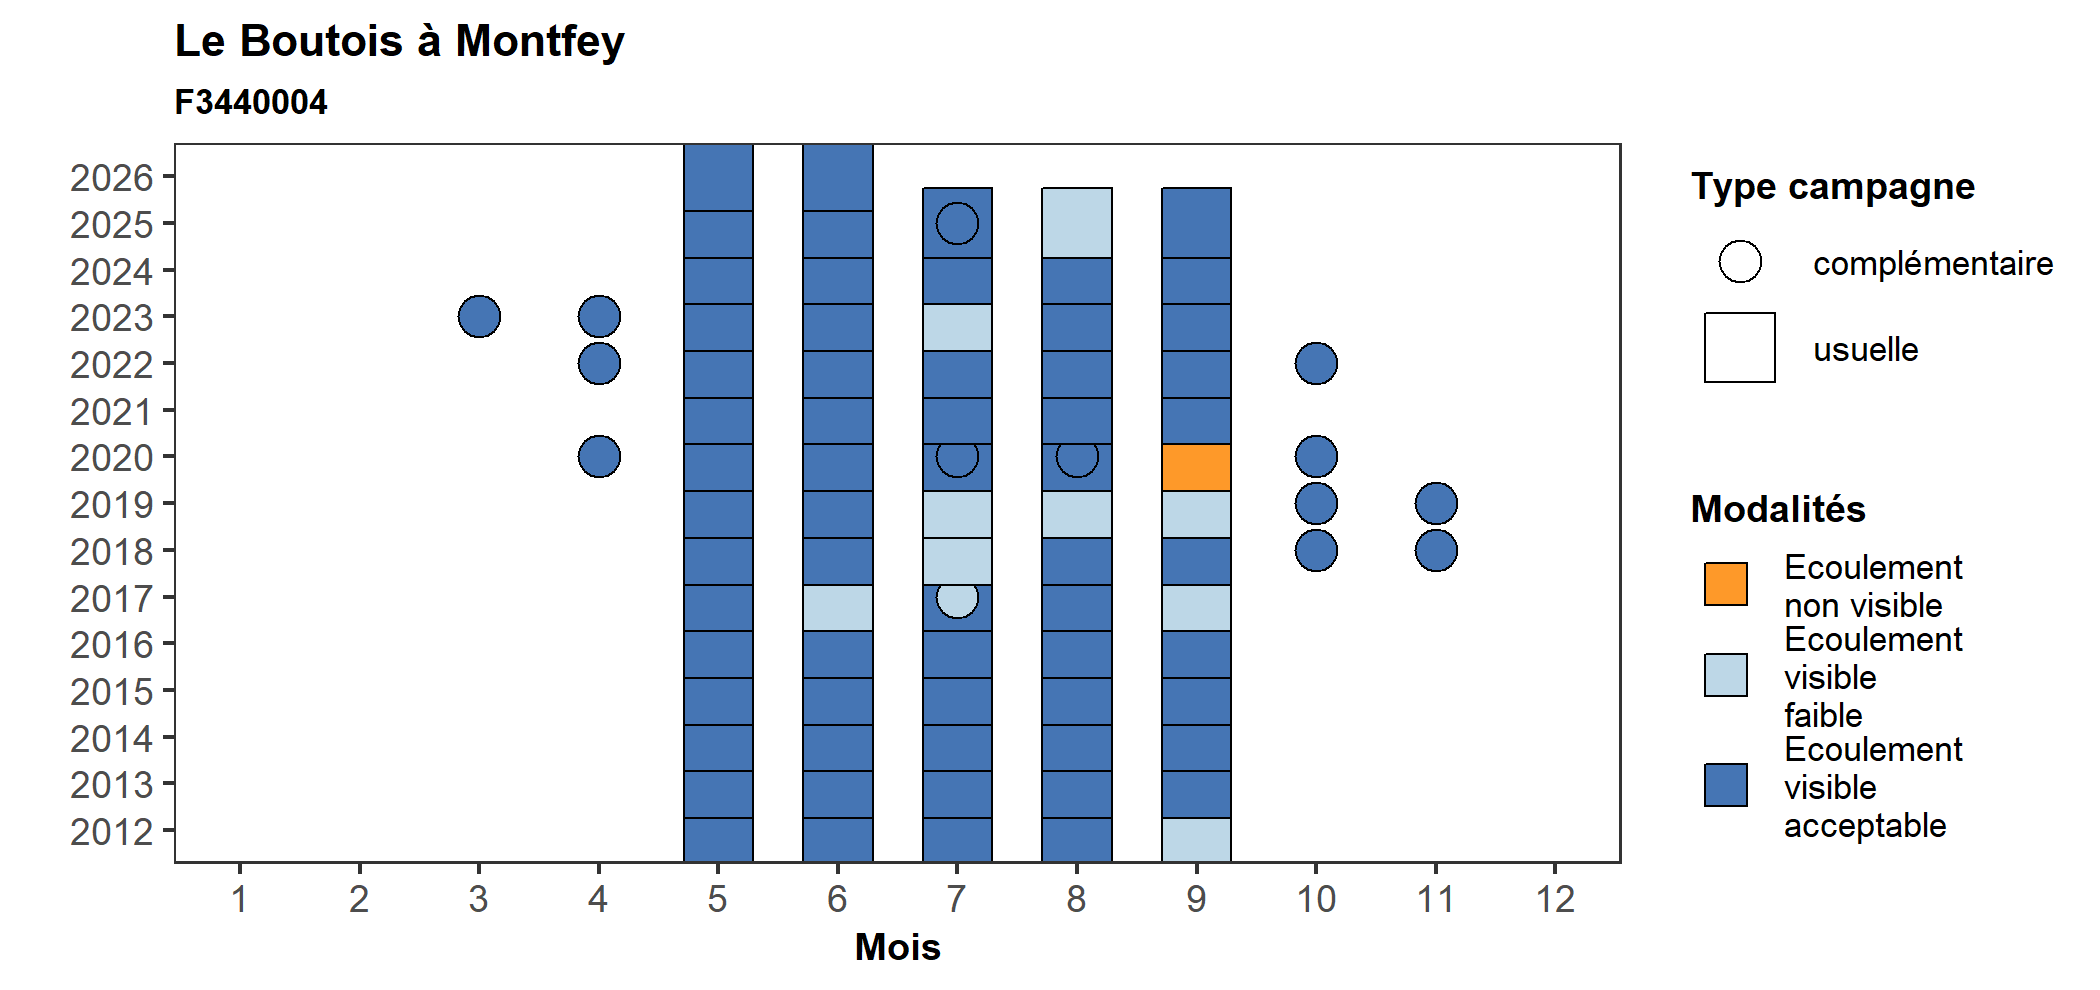 Le Boutois à Montfey
F3440004
2026
2025
2024
2023
2022
2021
2020
2019
2018
2017
2016
2015
2014
2013
2012
1 2 3 4 5 6 7 8 9 10 11 12
Mois
Type campagne
complémentaire
usuelle
Modalités
Ecoulement
non visible
Ecoulement
visible
faible
Ecoulement
visible
acceptable